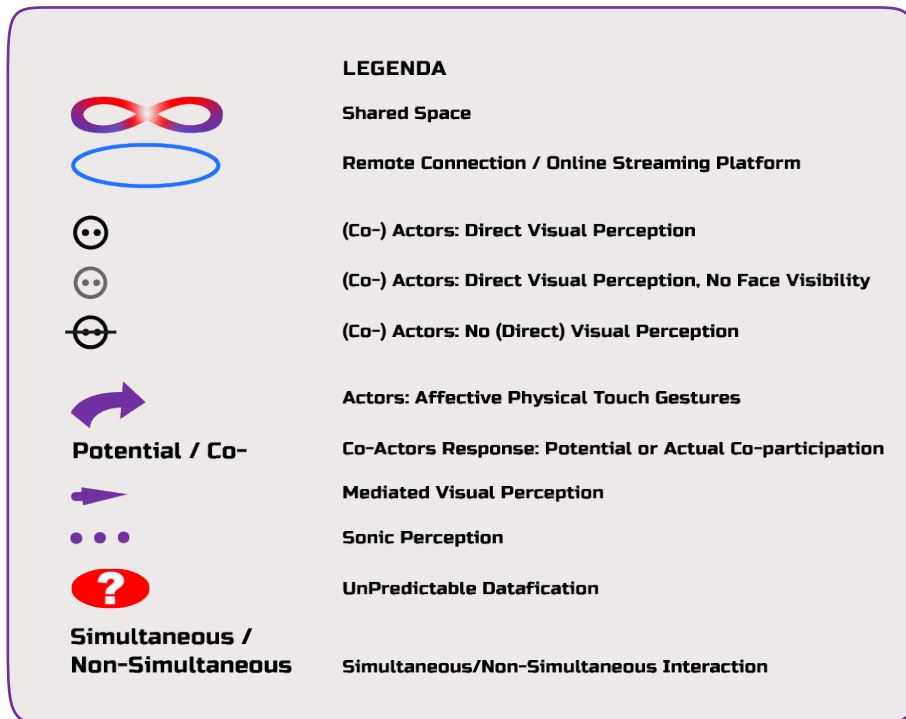 LEGENDA
Shared Space
Remote Connection / Online Streaming Platform
(Co-) Actors: Direct Visual Perception
(Co-) Actors: Direct Visual Perception, No Face Visibility
(Co-) Actors: No (Direct) Visual Perception
Actors: Affective Physical Touch Gestures
Potential / Co-
Co-Actors Response: Potential or Actual Co-participation
Mediated Visual Perception
Sonic Perception
?
UnPredictable Datafication
Simultaneous /
Non-Simultaneous
Simultaneous/Non-Simultaneous Interaction